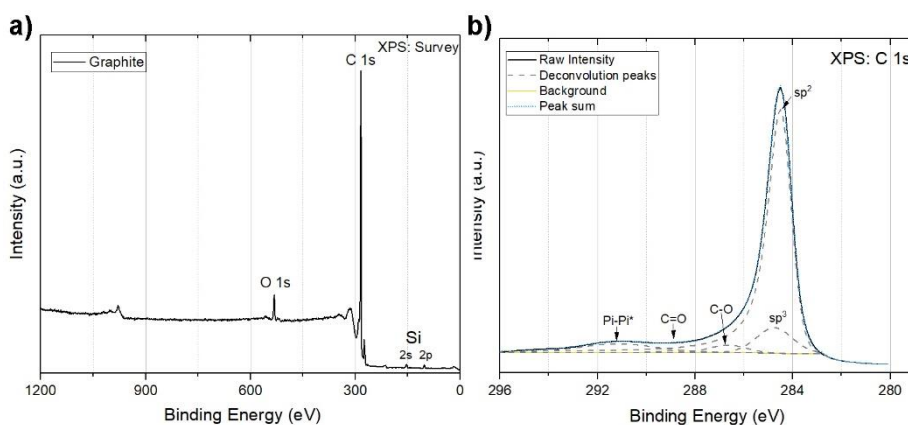 a)
XPS: Survey
Graphite
C 1s
O 1s
Si
2s 2p
Intensity (a.u.)
1200 900 600 300 0
Binding Energy (eV)
b)
XPS: C 1s
Raw Intensity
Deconvolution peaks
Background
Peak sum
sp²
Pi-Pi*
C=O
C-O
sp³
Intensity (a.u.)
296 292 288 284 280
Binding Energy (eV)